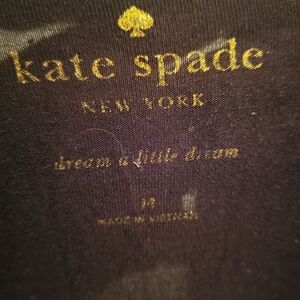 kate spade
NEW YORK
dream a little dream
M
MADE IN VIETNAM